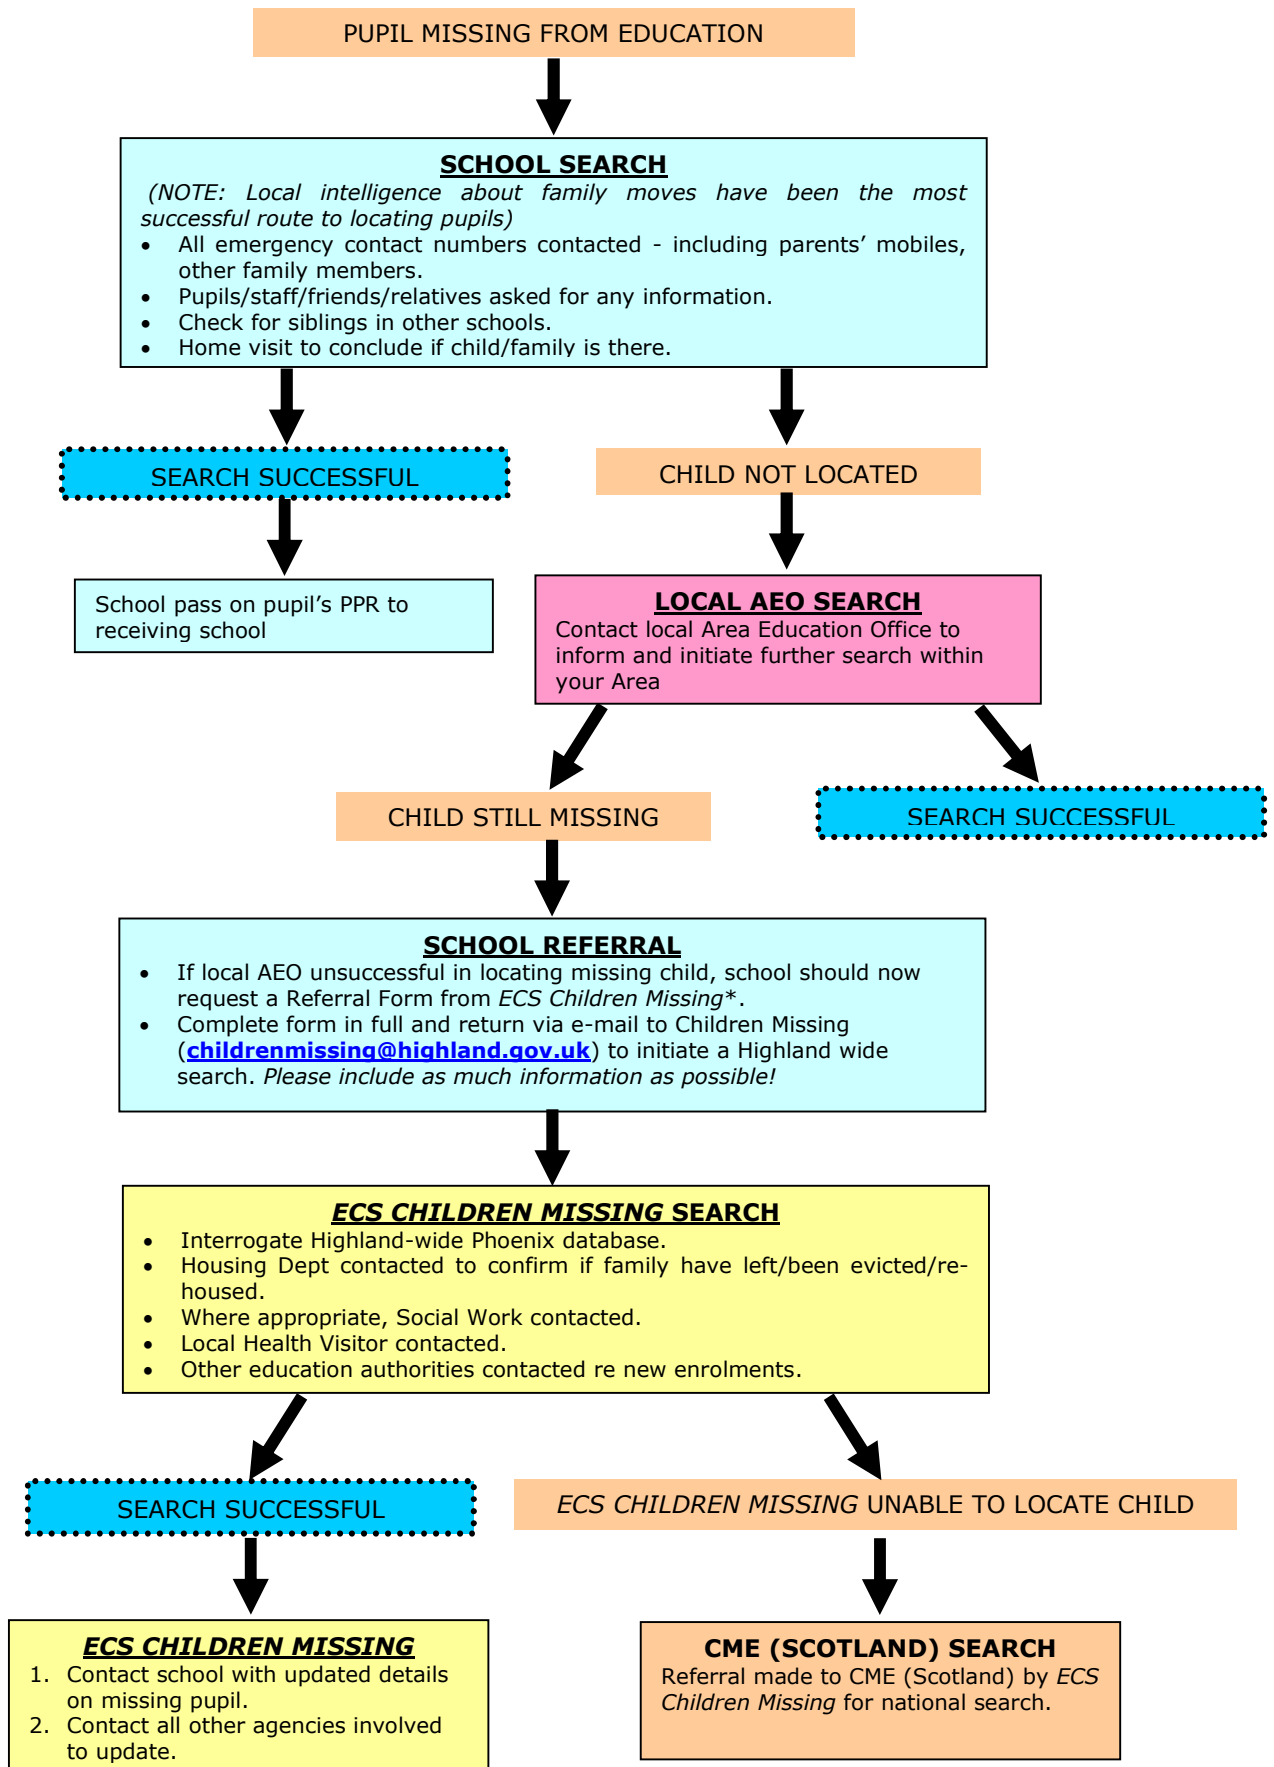 PUPIL MISSING FROM EDUCATION
SCHOOL SEARCH
(NOTE: Local intelligence about family moves have been the most
successful route to locating pupils)
• All emergency contact numbers contacted - including parents’ mobiles,
other family members.
• Pupils/staff/friends/relatives asked for any information.
• Check for siblings in other schools.
• Home visit to conclude if child/family is there.
SEARCH SUCCESSFUL
CHILD NOT LOCATED
School pass on pupil’s PPR to
receiving school
LOCAL AEO SEARCH
Contact local Area Education Office to
inform and initiate further search within
your Area
CHILD STILL MISSING
SEARCH SUCCESSFUL
SCHOOL REFERRAL
• If local AEO unsuccessful in locating missing child, school should now
request a Referral Form from ECS Children Missing*.
• Complete form in full and return via e-mail to Children Missing
(childrenmissing@highland.gov.uk) to initiate a Highland wide
search. Please include as much information as possible!
ECS CHILDREN MISSING SEARCH
• Interrogate Highland-wide Phoenix database.
• Housing Dept contacted to confirm if family have left/been evicted/re-
housed.
• Where appropriate, Social Work contacted.
• Local Health Visitor contacted.
• Other education authorities contacted re new enrolments.
SEARCH SUCCESSFUL
ECS CHILDREN MISSING UNABLE TO LOCATE CHILD
ECS CHILDREN MISSING
1. Contact school with updated details
on missing pupil.
2. Contact all other agencies involved
to update.
CME (SCOTLAND) SEARCH
Referral made to CME (Scotland) by ECS
Children Missing for national search.